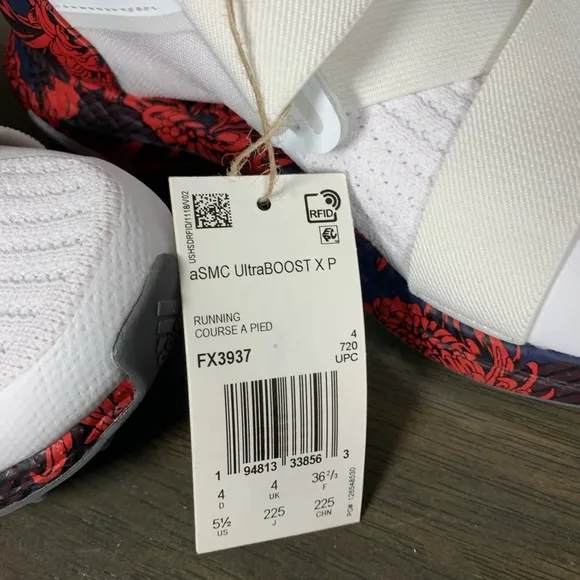 USHSDRFID/1118/V02
RFID
aSMC UltraBOOST X P
RUNNING
COURSE A PIED
FX3937
4
720
UPC
1 94813 33856 3
4 4 36²/₃
D UK F
5½ 225 225
US J CHN